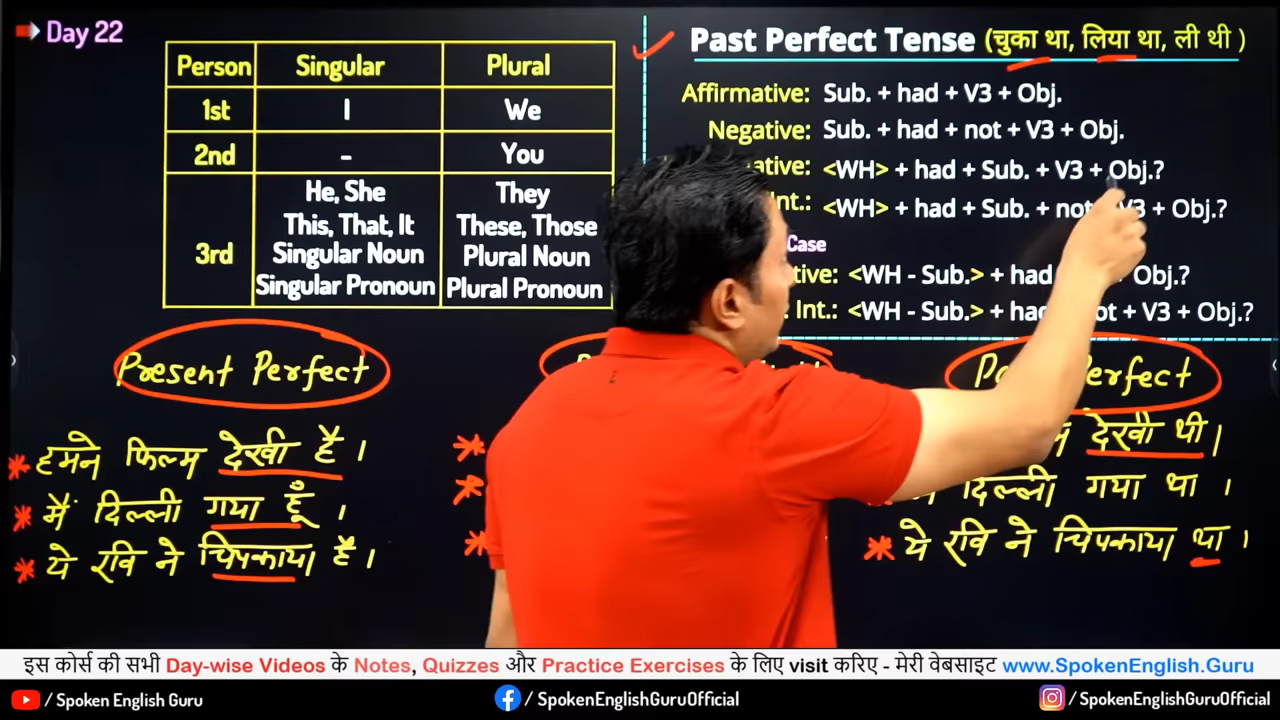 Day 22
Person Singular Plural
1st I We
2nd - You
3rd
He, She
This, That, It
Singular Noun
Singular Pronoun
They
These, Those
Plural Noun
Plural Pronoun
Past Perfect Tense (चुका था, लिया था, ली थी )
Affirmative: Sub. + had + V3 + Obj.
Negative: Sub. + had + not + V3 + Obj.
<WH> + had + Sub. + V3 + Obj.?
Int.: <WH> + had + Sub. + not V3 + Obj.?
Case
<WH - Sub.> + had Obj.?
Int.: <WH - Sub.> + had + V3 + Obj.?
Present Perfect
हमने फिल्म देखी है ।
मैं दिल्ली गया हूँ ।
ये रवि ने चिपकाया है ।
Perfect
देखी थी ।
दिल्ली गया था ।
ये रवि ने चिपकाया था ।
इस कोर्स की सभी Day-wise Videos के Notes, Quizzes और Practice Exercises के लिए visit करिए - मेरी वेबसाइट www.SpokenEnglish.Guru
/ Spoken English Guru
/ SpokenEnglishGuruOfficial
/ SpokenEnglishGuruOfficial